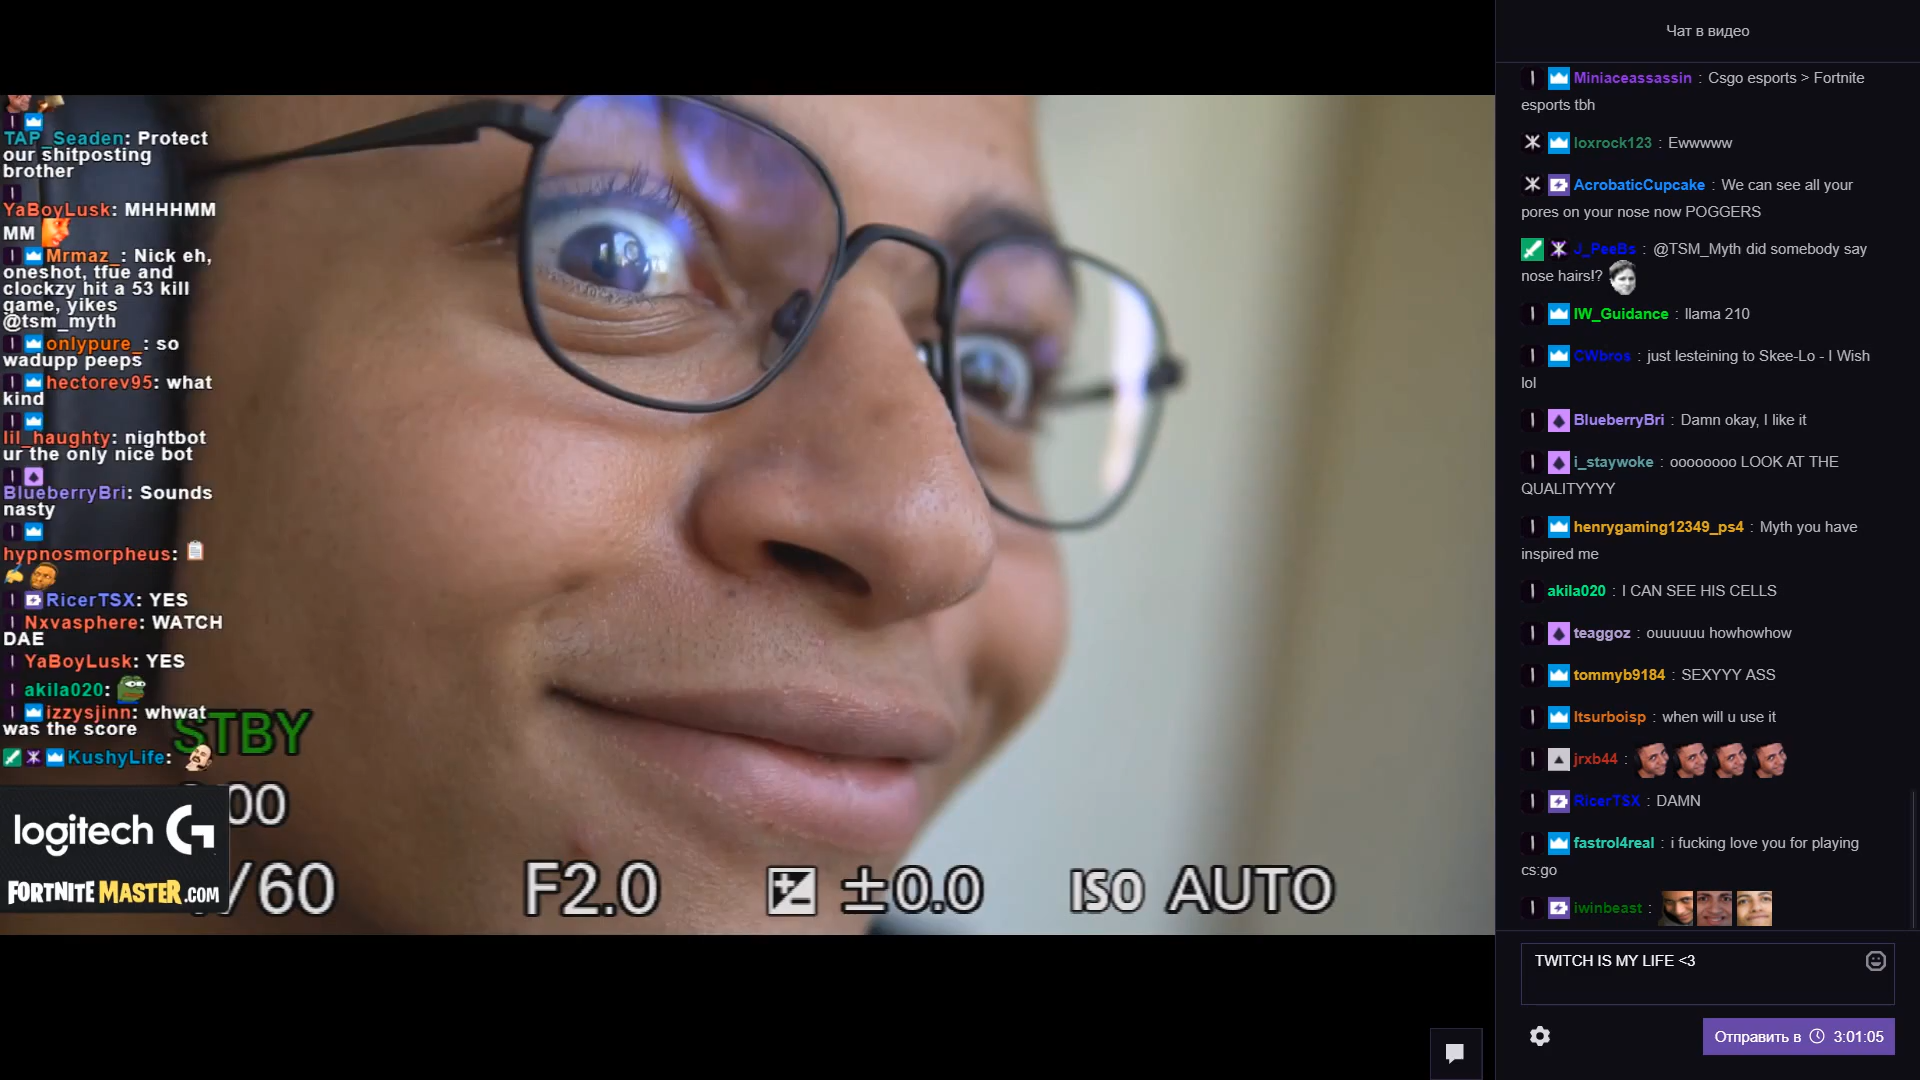 TAP_Seaden: Protect
our shitposting
brother
YaBoyLusk: MHHHMM
MM
Mrmaz_: Nick eh,
oneshot, tfue and
clockzy hit a 53 kill
game, yikes
@tsm_myth
onlypure_: so
wadupp peeps
hectorev95: what
kind
lil_haughty: nightbot
ur the only nice bot
BlueberryBri: Sounds
nasty
hypnosmorpheus:
RicerTSX: YES
Nxvasphere: WATCH
DAE
YaBoyLusk: YES
akila020:
izzysjinn: whwat
was the score
KushyLife:
STBY
:00
logitech G
FORTNITEMASTER.COM
/60
F2.0
±0.0
ISO AUTO
Чат в видео
Miniaceassassin : Csgo esports > Fortnite
esports tbh
loxrock123 : Ewwwww
AcrobaticCupcake : We can see all your
pores on your nose now POGGERS
J_PeeBs : @TSM_Myth did somebody say
nose hairs!?
IW_Guidance : llama 210
CWbros : just lesteining to Skee-Lo - I Wish
lol
BlueberryBri : Damn okay, I like it
i_staywoke : oooooooo LOOK AT THE
QUALITYYYY
henrygaming12349_ps4 : Myth you have
inspired me
akila020 : I CAN SEE HIS CELLS
teaggoz : ouuuuuu howhowhow
tommyb9184 : SEXYYY ASS
Itsurboisp : when will u use it
jrxb44 :
RicerTSX : DAMN
fastrol4real : i fucking love you for playing
cs:go
iwinbeast :
TWITCH IS MY LIFE <3
Отправить в 3:01:05